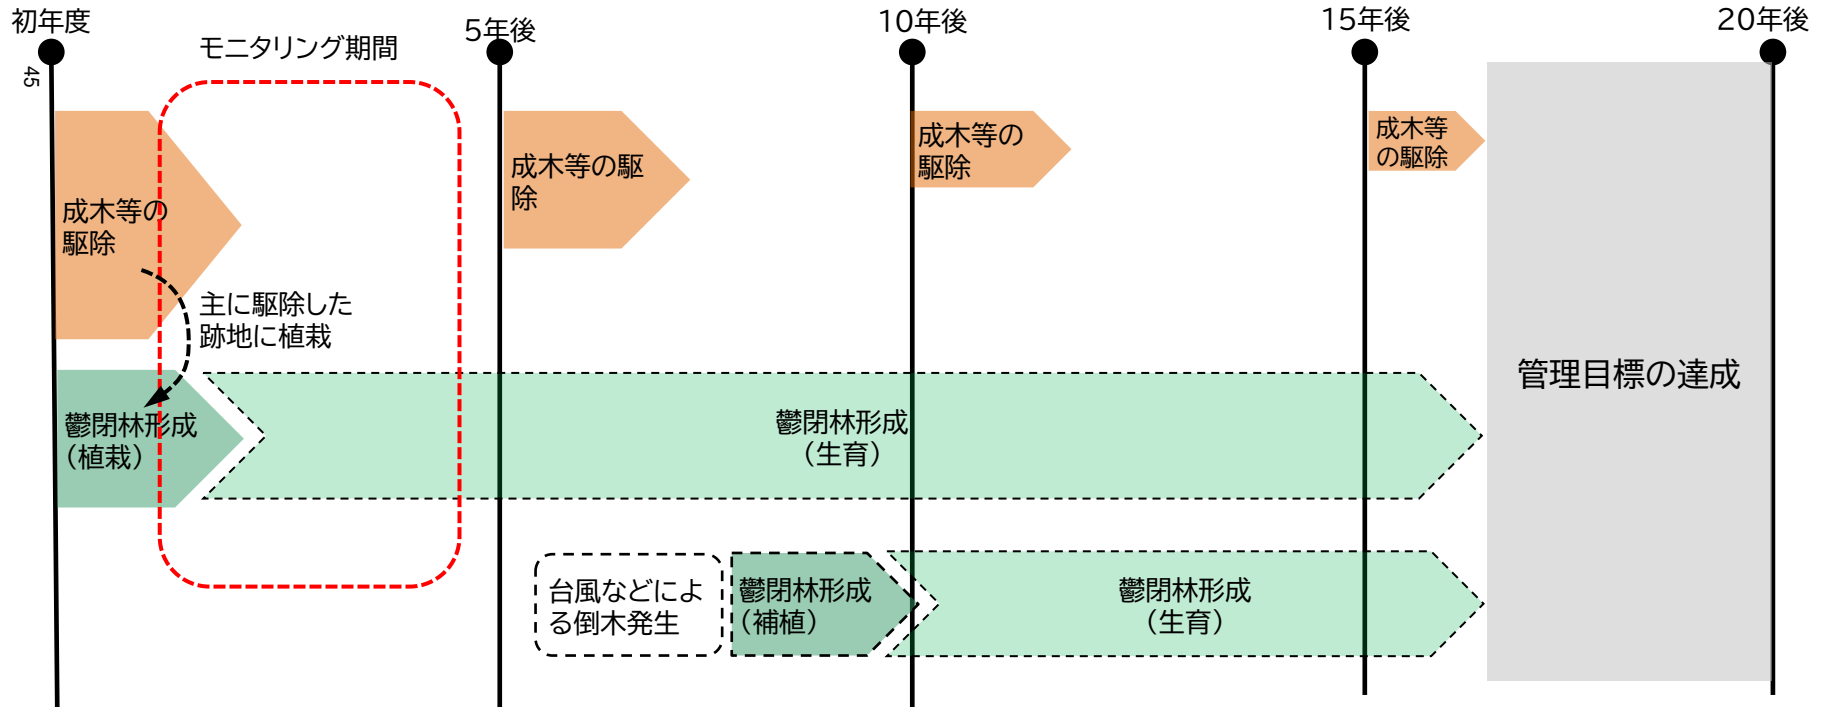 初年度
5年後
10年後
15年後
20年後
モニタリング期間
45
成木等の
駆除
成木等の駆
除
成木等の
駆除
成木等
の駆除
主に駆除した
跡地に植栽
管理目標の達成
鬱閉林形成
（植栽）
鬱閉林形成
（生育）
台風などによ
る倒木発生
鬱閉林形成
（補植）
鬱閉林形成
（生育）